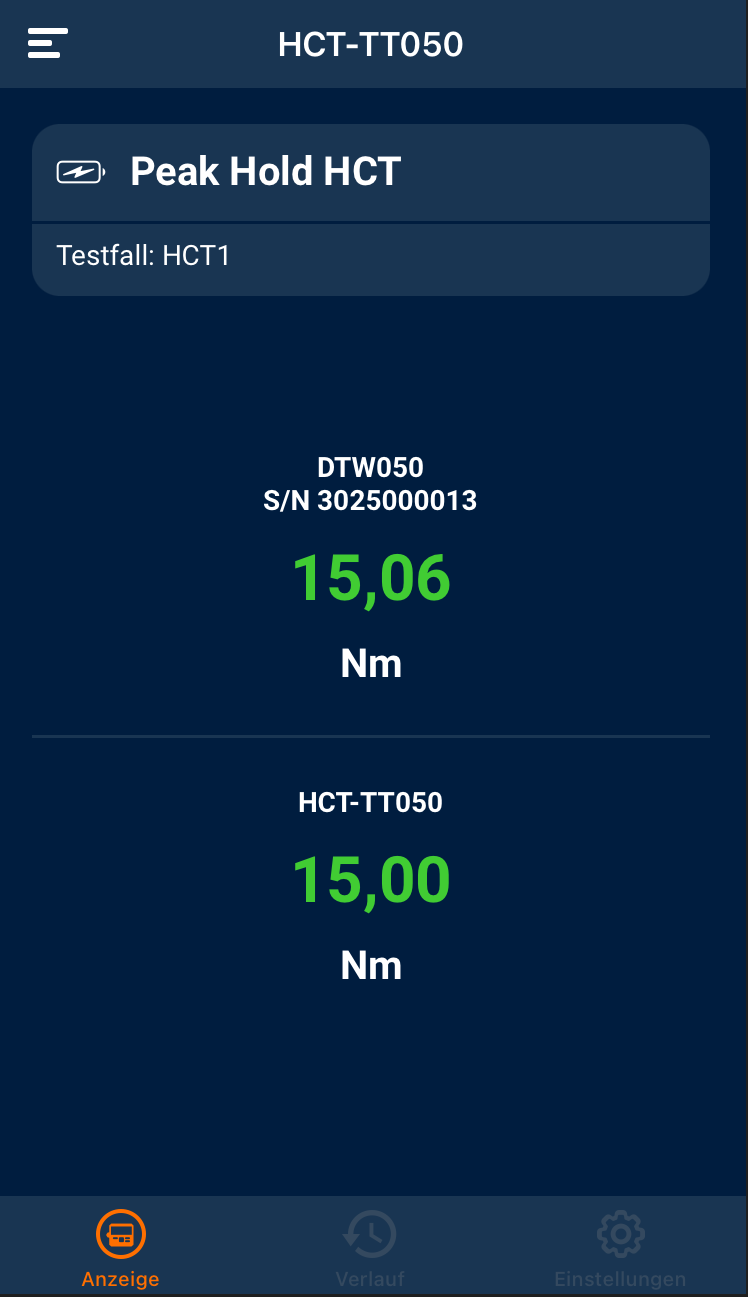 HCT-TT050
Peak Hold HCT
Testfall: HCT1
DTW050
S/N 3025000013
15,06
Nm
HCT-TT050
15,00
Nm
Anzeige
Verlauf
Einstellungen